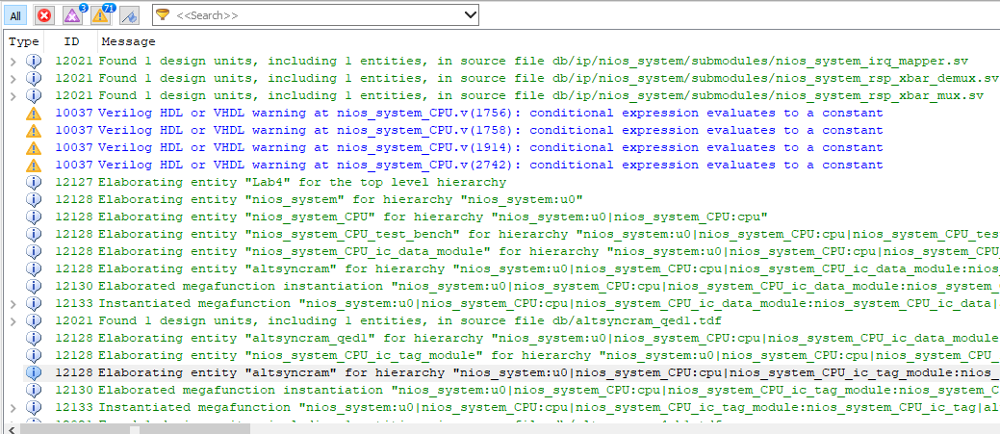 All 3 71 <<Search>>
Type ID Message
12021 Found 1 design units, including 1 entities, in source file db/ip/nios_system/submodules/nios_system_irq_mapper.sv
12021 Found 1 design units, including 1 entities, in source file db/ip/nios_system/submodules/nios_system_rsp_xbar_demux.sv
12021 Found 1 design units, including 1 entities, in source file db/ip/nios_system/submodules/nios_system_rsp_xbar_mux.sv
10037 Verilog HDL or VHDL warning at nios_system_CPU.v(1756): conditional expression evaluates to a constant
10037 Verilog HDL or VHDL warning at nios_system_CPU.v(1758): conditional expression evaluates to a constant
10037 Verilog HDL or VHDL warning at nios_system_CPU.v(1914): conditional expression evaluates to a constant
10037 Verilog HDL or VHDL warning at nios_system_CPU.v(2742): conditional expression evaluates to a constant
12127 Elaborating entity "Lab4" for the top level hierarchy
12128 Elaborating entity "nios_system" for hierarchy "nios_system:u0"
12128 Elaborating entity "nios_system_CPU" for hierarchy "nios_system:u0|nios_system_CPU:cpu"
12128 Elaborating entity "nios_system_CPU_test_bench" for hierarchy "nios_system:u0|nios_system_CPU:cpu|nios_system_CPU_tes
12128 Elaborating entity "nios_system_CPU_ic_data_module" for hierarchy "nios_system:u0|nios_system_CPU:cpu|nios_system_CPU_
12128 Elaborating entity "altsyncram" for hierarchy "nios_system:u0|nios_system_CPU:cpu|nios_system_CPU_ic_data_module:nios_
12130 Elaborated megafunction instantiation "nios_system:u0|nios_system_CPU:cpu|nios_system_CPU_ic_data_module:nios_system_C
12133 Instantiated megafunction "nios_system:u0|nios_system_CPU:cpu|nios_system_CPU_ic_data_module:nios_system_CPU_ic_data|
12021 Found 1 design units, including 1 entities, in source file db/altsyncram_qedl.tdf
12128 Elaborating entity "altsyncram_qedl" for hierarchy "nios_system:u0|nios_system_CPU:cpu|nios_system_CPU_ic_data_module
12128 Elaborating entity "nios_system_CPU_ic_tag_module" for hierarchy "nios_system:u0|nios_system_CPU:cpu|nios_system_CPU_i
12128 Elaborating entity "altsyncram" for hierarchy "nios_system:u0|nios_system_CPU:cpu|nios_system_CPU_ic_tag_module:nios_
12130 Elaborated megafunction instantiation "nios_system:u0|nios_system_CPU:cpu|nios_system_CPU_ic_tag_module:nios_system_C
12133 Instantiated megafunction "nios_system:u0|nios_system_CPU:cpu|nios_system_CPU_ic_tag_module:nios_system_CPU_ic_tag|al